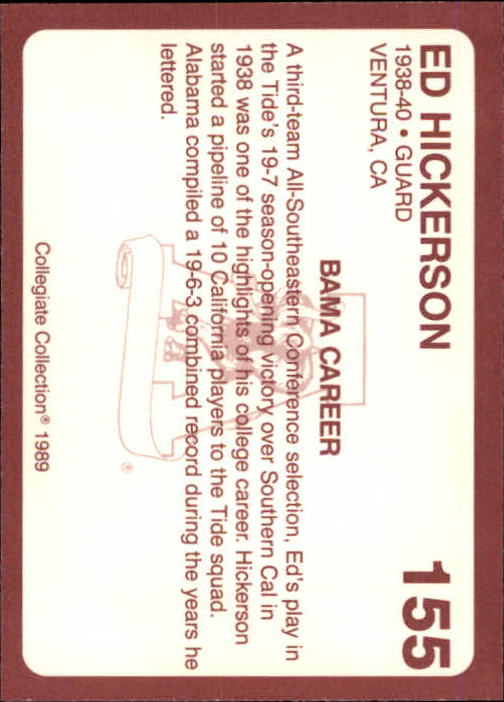 ED HICKERSON
155
1938-40 • GUARD
VENTURA, CA
BAMA CAREER
A third-team All-Southeastern Conference selection, Ed's play in
the Tide's 19-7 season-opening victory over Southern Cal in
1938 was one of the highlights of his college career. Hickerson
started a pipeline of 10 California players to the Tide squad.
Alabama compiled a 19-6-3 combined record during the years he
lettered.
®
Collegiate Collection® 1989